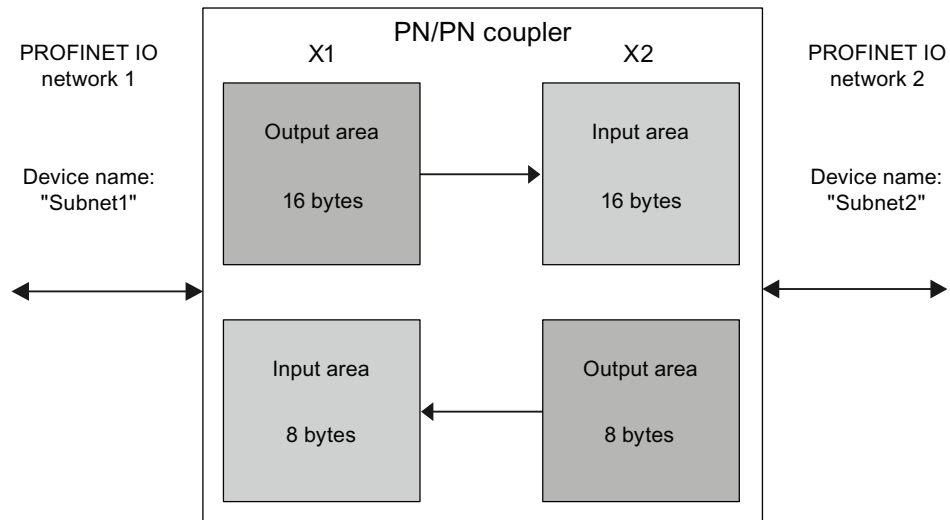 PN/PN coupler
X1
X2
PROFINET IO
network 1
Device name:
"Subnet1"
Output area
16 bytes
Input area
16 bytes
PROFINET IO
network 2
Device name:
"Subnet2"
Input area
8 bytes
Output area
8 bytes